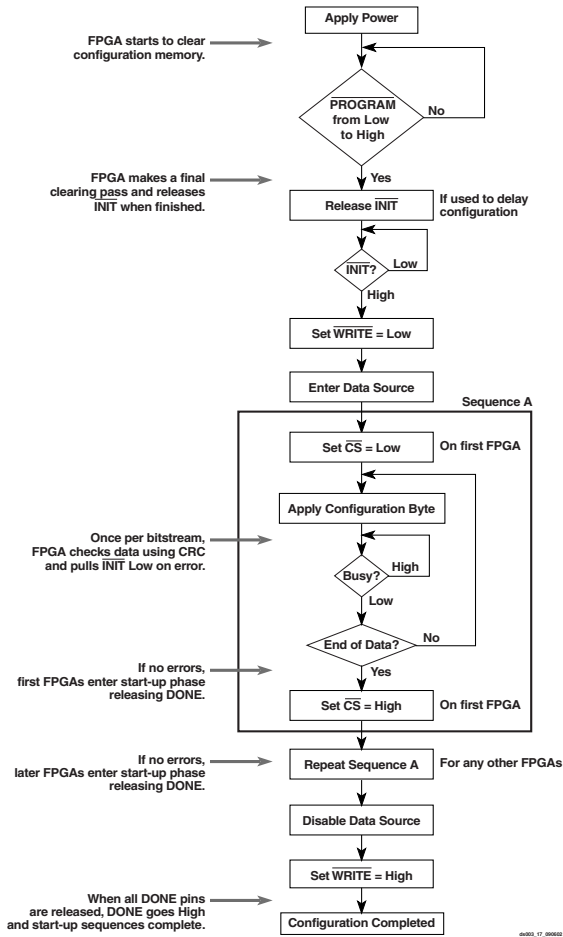 Apply Power
FPGA starts to clear
configuration memory.
PROGRAM
from Low
to High
No
Yes
FPGA makes a final
clearing pass and releases
INIT when finished.
Release INIT
If used to delay
configuration
INIT?
Low
High
Set WRITE = Low
Enter Data Source
Sequence A
Set CS = Low
On first FPGA
Apply Configuration Byte
Once per bitstream,
FPGA checks data using CRC
and pulls INIT Low on error.
Busy?
High
Low
End of Data?
No
Yes
If no errors,
first FPGAs enter start-up phase
releasing DONE.
Set CS = High
On first FPGA
If no errors,
later FPGAs enter start-up phase
releasing DONE.
Repeat Sequence A
For any other FPGAs
Disable Data Source
Set WRITE = High
When all DONE pins
are released, DONE goes High
and start-up sequences complete.
Configuration Completed
ds003_17_090602